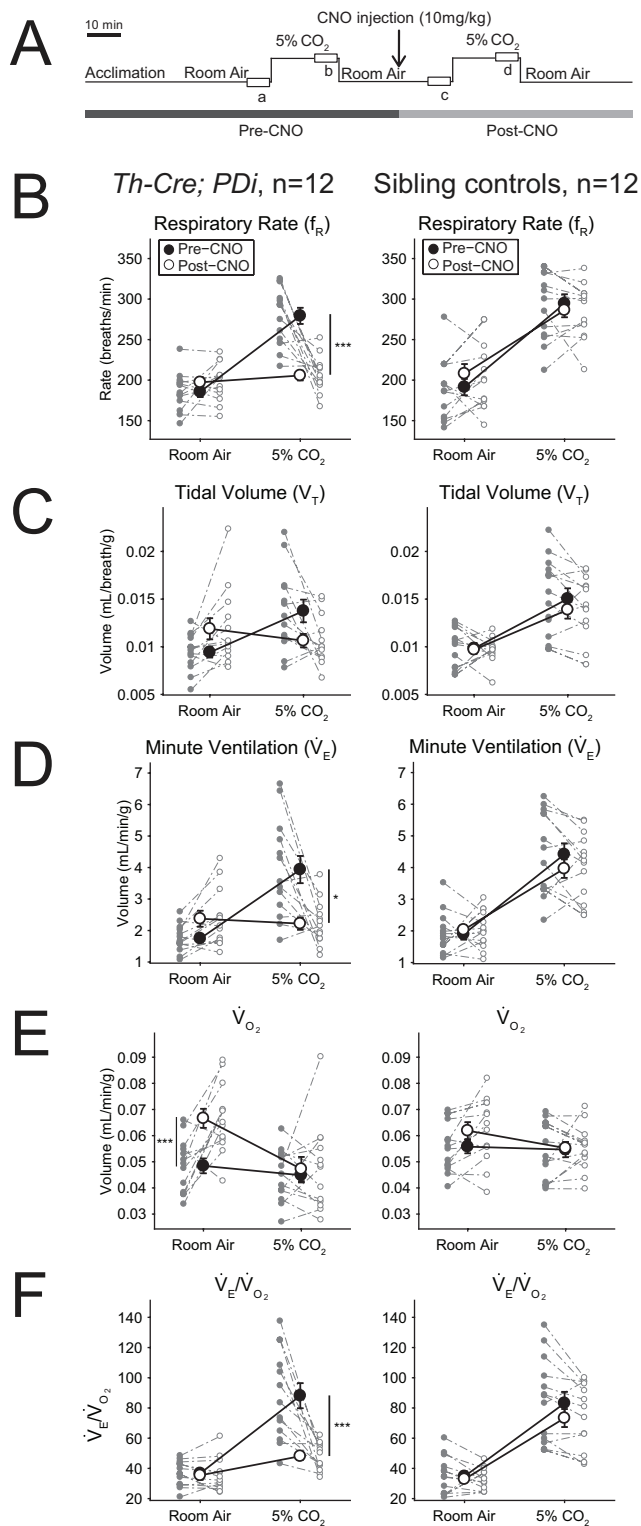 A
10 min
CNO injection (10mg/kg)
5% CO2
5% CO2
Acclimation Room Air
b
Room Air
d
Room Air
a
c
Pre-CNO
Post-CNO
Th-Cre; PDi, n=12
Sibling controls, n=12
B
Respiratory Rate (fR)
Respiratory Rate (fR)
Pre−CNO
Post−CNO
Pre−CNO
Post−CNO
Rate (breaths/min)
350
300
250
200
150
***
350
300
250
200
150
Room Air
5% CO2
Room Air
5% CO2
C
Tidal Volume (VT)
Tidal Volume (VT)
Volume (mL/breath/g)
0.02
0.015
0.01
0.005
0.02
0.015
0.01
0.005
Room Air
5% CO2
Room Air
5% CO2
D
Minute Ventilation (V̇E)
Minute Ventilation (V̇E)
Volume (mL/min/g)
7
6
5
4
3
2
1
*
7
6
5
4
3
2
1
Room Air
5% CO2
Room Air
5% CO2
E
V̇O2
V̇O2
Volume (mL/min/g)
0.09
0.08
0.07
0.06
0.05
0.04
0.03
***
0.09
0.08
0.07
0.06
0.05
0.04
0.03
Room Air
5% CO2
Room Air
5% CO2
F
V̇E/V̇O2
V̇E/V̇O2
V̇E/V̇O2
140
120
100
80
60
40
20
***
140
120
100
80
60
40
20
Room Air
5% CO2
Room Air
5% CO2